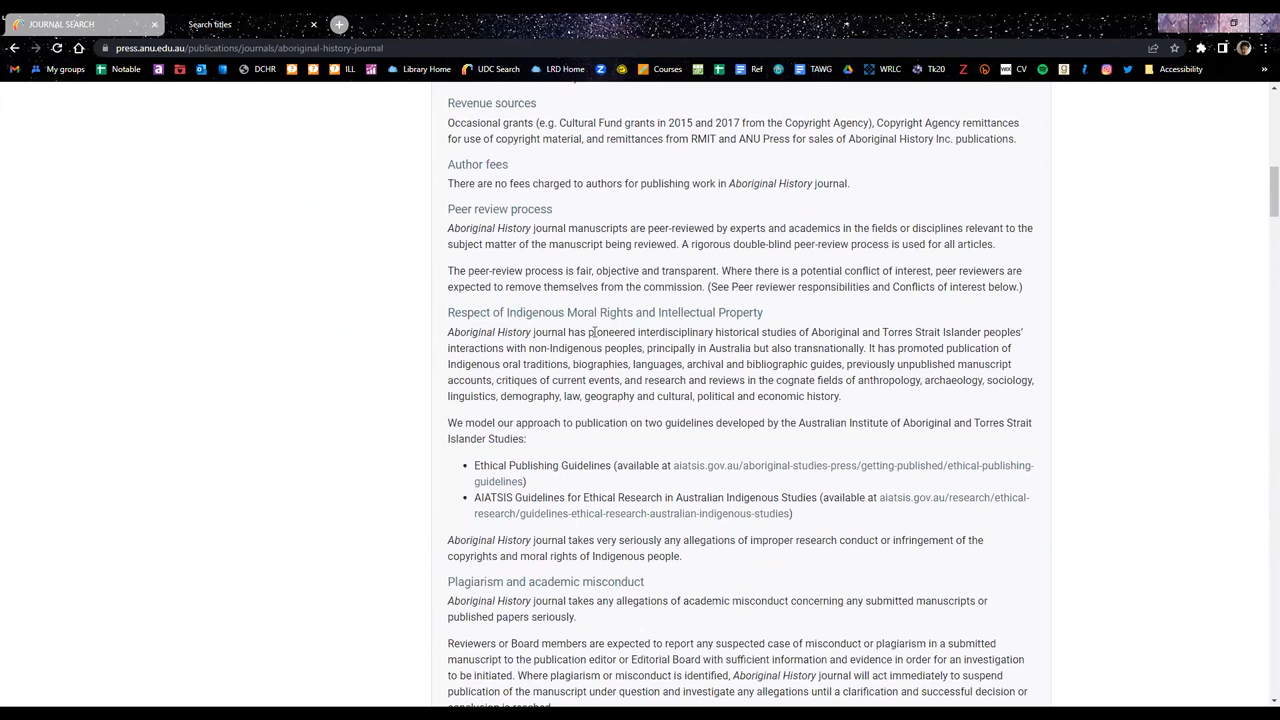 JOURNAL SEARCH
Search titles
press.anu.edu.au/publications/journals/aboriginal-history-journal
My groups Notable DCHR ILL Library Home UDC Search LRD Home Courses Ref TAWG WRLC Tk20 CV Accessibility
Revenue sources
Occasional grants (e.g. Cultural Fund grants in 2015 and 2017 from the Copyright Agency), Copyright Agency remittances
for use of copyright material, and remittances from RMIT and ANU Press for sales of Aboriginal History Inc. publications.
Author fees
There are no fees charged to authors for publishing work in Aboriginal History journal.
Peer review process
Aboriginal History journal manuscripts are peer-reviewed by experts and academics in the fields or disciplines relevant to the
subject matter of the manuscript being reviewed. A rigorous double-blind peer-review process is used for all articles.
The peer-review process is fair, objective and transparent. Where there is a potential conflict of interest, peer reviewers are
expected to remove themselves from the commission. (See Peer reviewer responsibilities and Conflicts of interest below.)
Respect of Indigenous Moral Rights and Intellectual Property
Aboriginal History journal has pioneered interdisciplinary historical studies of Aboriginal and Torres Strait Islander peoples'
interactions with non-Indigenous peoples, principally in Australia but also transnationally. It has promoted publication of
Indigenous oral traditions, biographies, languages, archival and bibliographic guides, previously unpublished manuscript
accounts, critiques of current events, and research and reviews in the cognate fields of anthropology, archaeology, sociology,
linguistics, demography, law, geography and cultural, political and economic history.
We model our approach to publication on two guidelines developed by the Australian Institute of Aboriginal and Torres Strait
Islander Studies:
• Ethical Publishing Guidelines (available at aiatsis.gov.au/aboriginal-studies-press/getting-published/ethical-publishing-
guidelines)
• AIATSIS Guidelines for Ethical Research in Australian Indigenous Studies (available at aiatsis.gov.au/research/ethical-
research/guidelines-ethical-research-australian-indigenous-studies)
Aboriginal History journal takes very seriously any allegations of improper research conduct or infringement of the
copyrights and moral rights of Indigenous people.
Plagiarism and academic misconduct
Aboriginal History journal takes any allegations of academic misconduct concerning any submitted manuscripts or
published papers seriously.
Reviewers or Board members are expected to report any suspected case of misconduct or plagiarism in a submitted
manuscript to the publication editor or Editorial Board with sufficient information and evidence in order for an investigation
to be initiated. Where plagiarism or misconduct is identified, Aboriginal History journal will act immediately to suspend
publication of the manuscript under question and investigate any allegations until a clarification and successful decision or